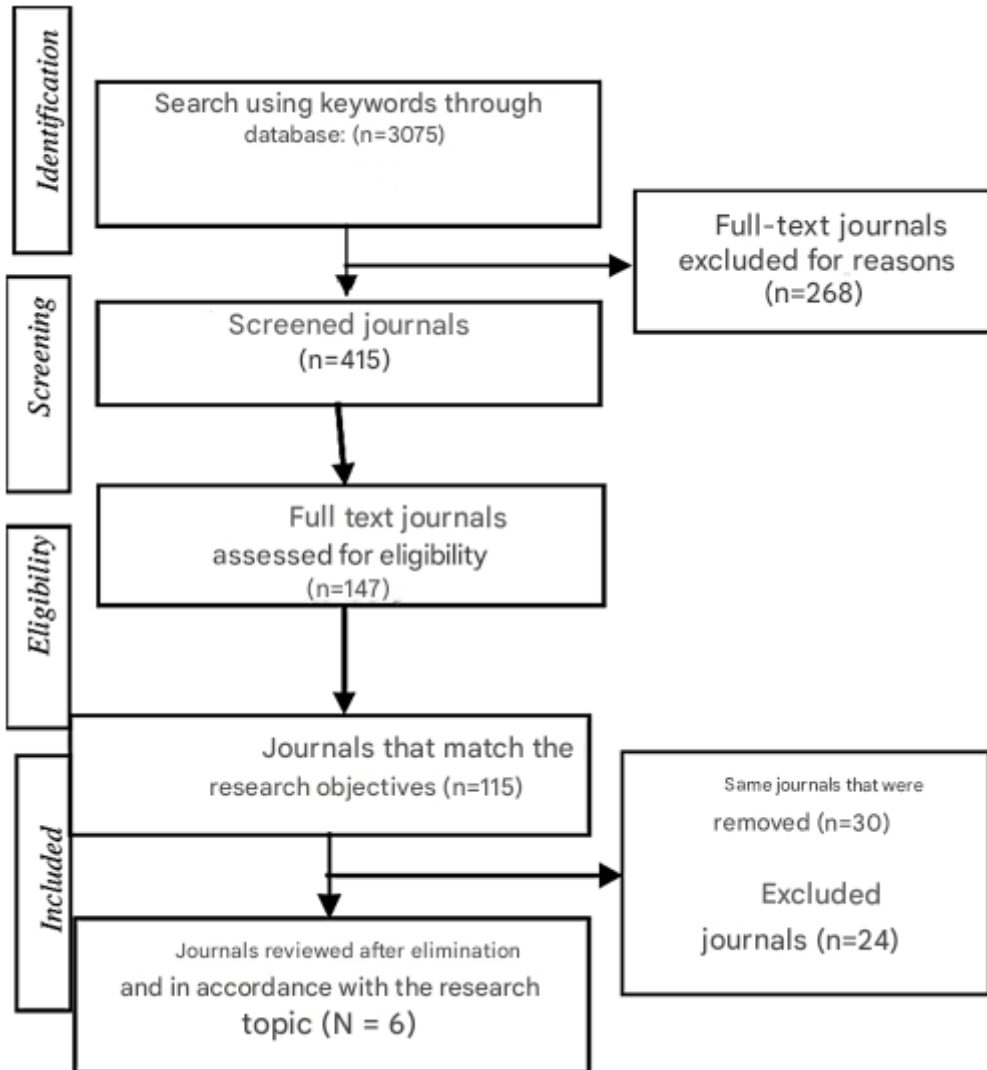 Identification
Search using keywords through
database: (n=3075)
Full-text journals
excluded for reasons
(n=268)
Screening
Screened journals
(n=415)
Eligibility
Full text journals
assessed for eligibility
(n=147)
Journals that match the
research objectives (n=115)
Included
Same journals that were
removed (n=30)
Excluded
journals (n=24)
Journals reviewed after elimination
and in accordance with the research
topic (N = 6)